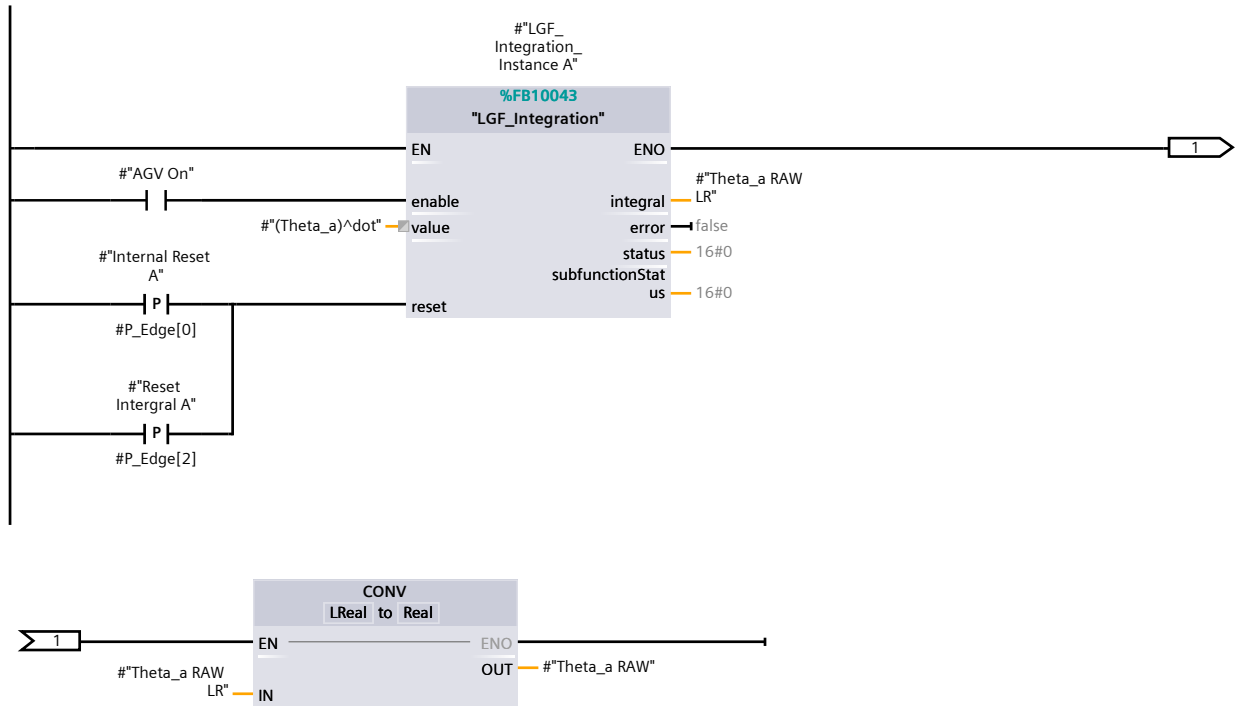 #"LGF_
Integration_
Instance A"
%FB10043
"LGF_Integration"
EN
ENO
1
#"AGV On"
enable
integral
#"Theta_a RAW
LR"
#"(Theta_a)^dot"
value
error
false
status
16#0
subfunctionStat
us
16#0
#"Internal Reset
A"
P
#P_Edge[0]
reset
#"Reset
Intergral A"
P
#P_Edge[2]
CONV
LReal to Real
1
EN
ENO
#"Theta_a RAW
LR"
IN
OUT
#"Theta_a RAW"